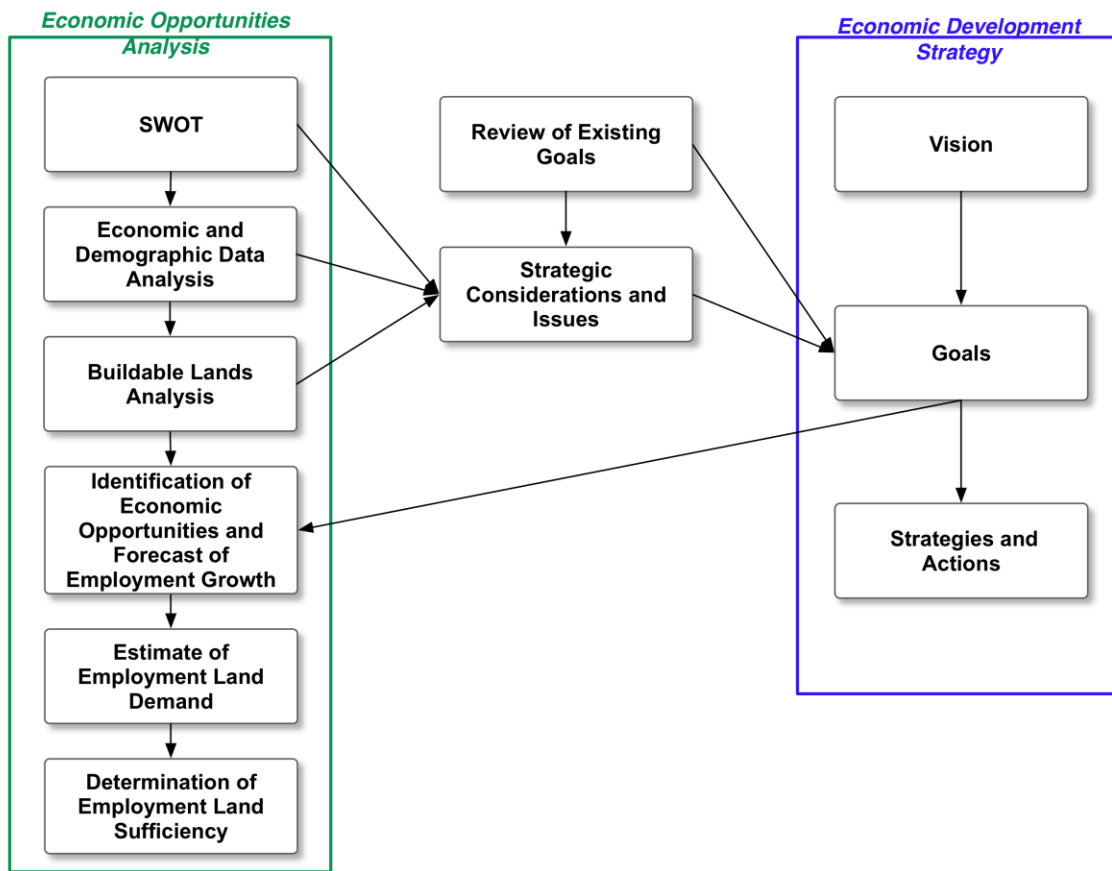 Economic Opportunities
Analysis
SWOT
Economic and
Demographic Data
Analysis
Buildable Lands
Analysis
Identification of
Economic
Opportunities and
Forecast of
Employment Growth
Estimate of
Employment Land
Demand
Determination of
Employment Land
Sufficiency
Review of Existing
Goals
Strategic
Considerations and
Issues
Economic Development
Strategy
Vision
Goals
Strategies and
Actions